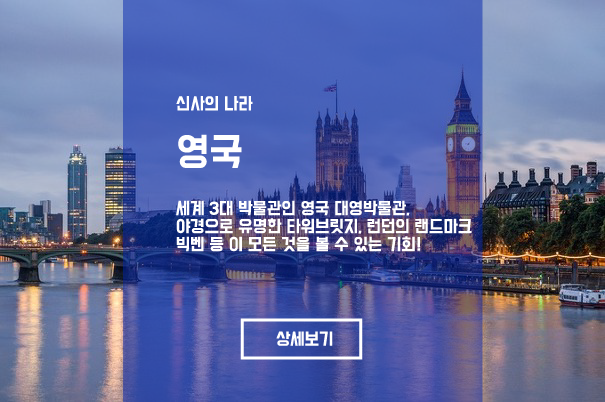 신사의 나라
영국
세계 3대 박물관인 영국 대영박물관,
야경으로 유명한 타워브릿지, 런던의 랜드마크
빅벤 등 이 모든 것을 볼 수 있는 기회!
상세보기